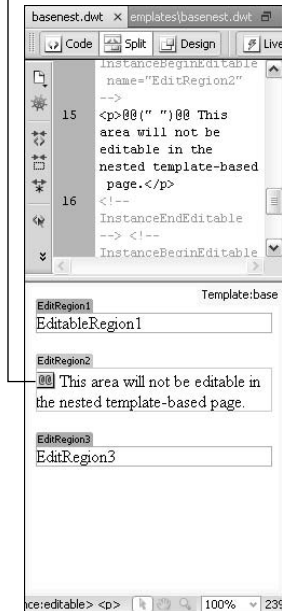 basenest.dwt × emplates\basenest.dwt
Code Split Design Live
InstanceBeginEditable
name="EditRegion2"
-->
15 <p>@@(" ")@@ This
area will not be
editable in the
nested template-based
page.</p>
16 <!--
InstanceEndEditable
--> <!--
InstanceBeginEditable
Template:base
EditRegion1
EditableRegion1
EditRegion2
@@ This area will not be editable in
the nested template-based page.
EditRegion3
EditRegion3
nce:editable> <p> 100% 239